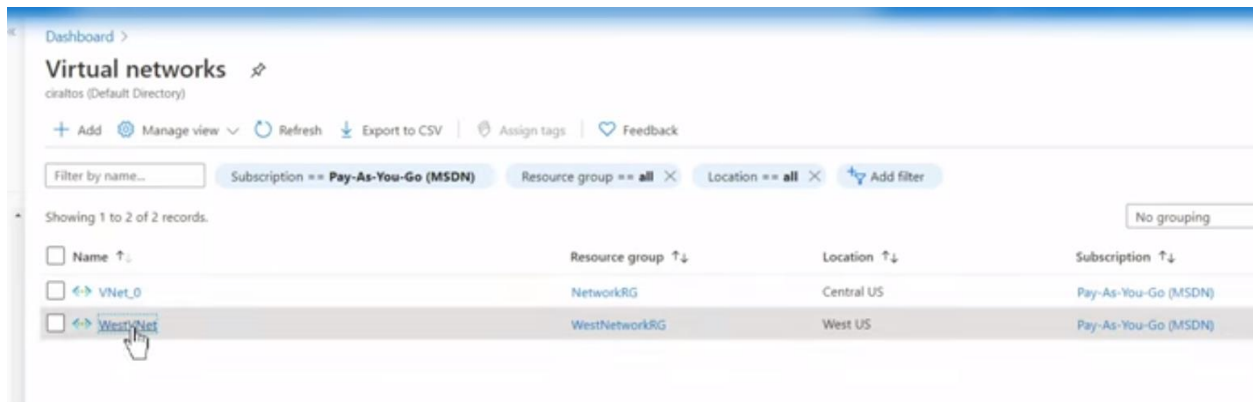 Dashboard >
Virtual networks
ciraltos (Default Directory)
Add Manage view Refresh Export to CSV Assign tags Feedback
Filter by name... Subscription == Pay-As-You-Go (MSDN) Resource group == all Location == all Add filter
Showing 1 to 2 of 2 records. No grouping
Name Resource group Location Subscription
VNet_0 NetworkRG Central US Pay-As-You-Go (MSDN)
WestVNet WestNetworkRG West US Pay-As-You-Go (MSDN)